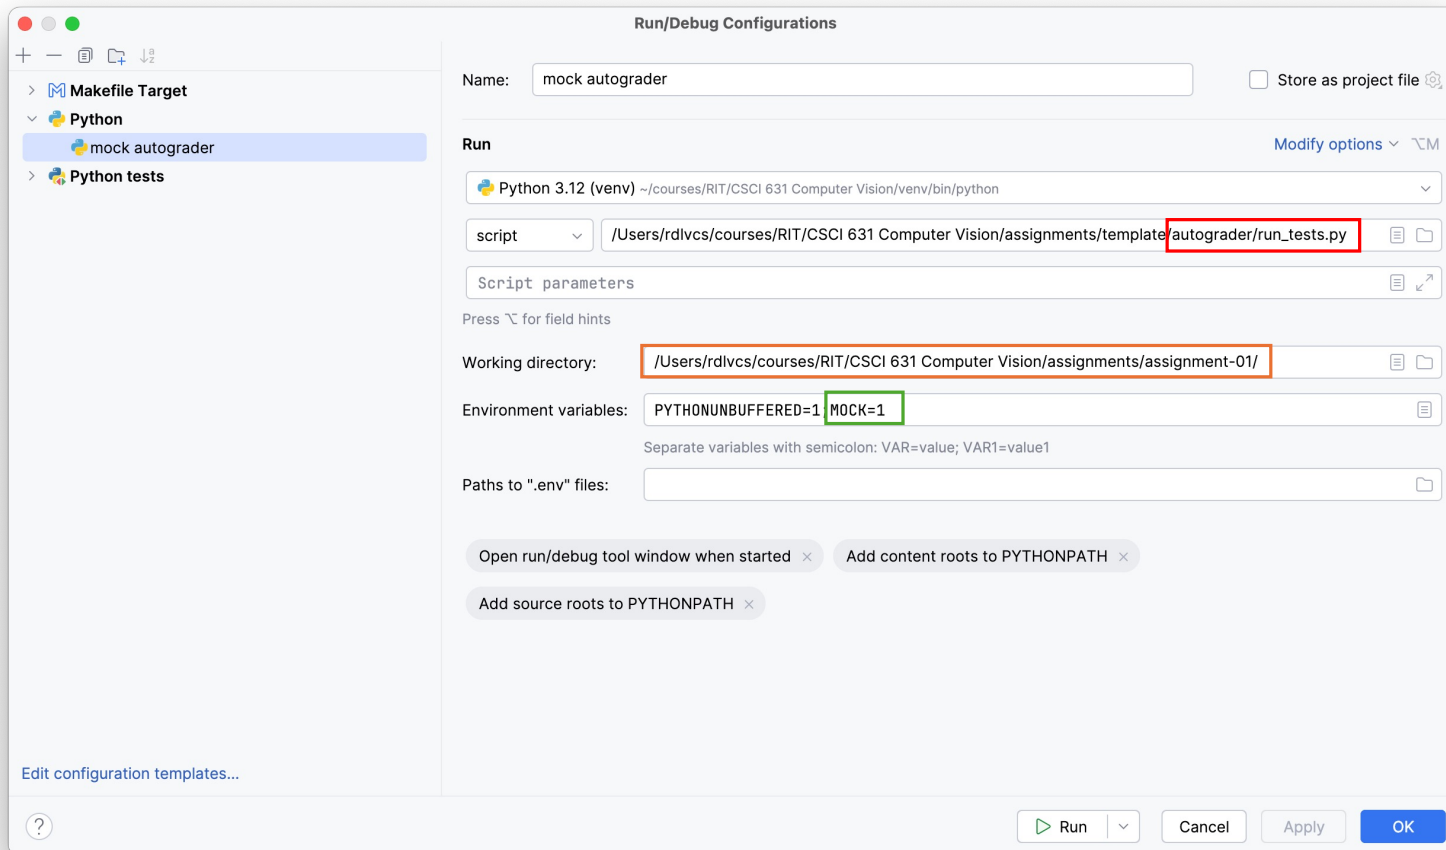 Run/Debug Configurations
Makefile Target
Python
mock autograder
Python tests
Edit configuration templates...
Name: mock autograder Store as project file
Run Modify options ⌥M
Python 3.12 (venv) ~/courses/RIT/CSCI 631 Computer Vision/venv/bin/python
script /Users/rdlvcs/courses/RIT/CSCI 631 Computer Vision/assignments/template/autograder/run_tests.py
Script parameters
Press ⌥ for field hints
Working directory: /Users/rdlvcs/courses/RIT/CSCI 631 Computer Vision/assignments/assignment-01/
Environment variables: PYTHONUNBUFFERED=1;MOCK=1
Separate variables with semicolon: VAR=value; VAR1=value1
Paths to ".env" files:
Open run/debug tool window when started × Add content roots to PYTHONPATH ×
Add source roots to PYTHONPATH ×
? Run Cancel Apply OK